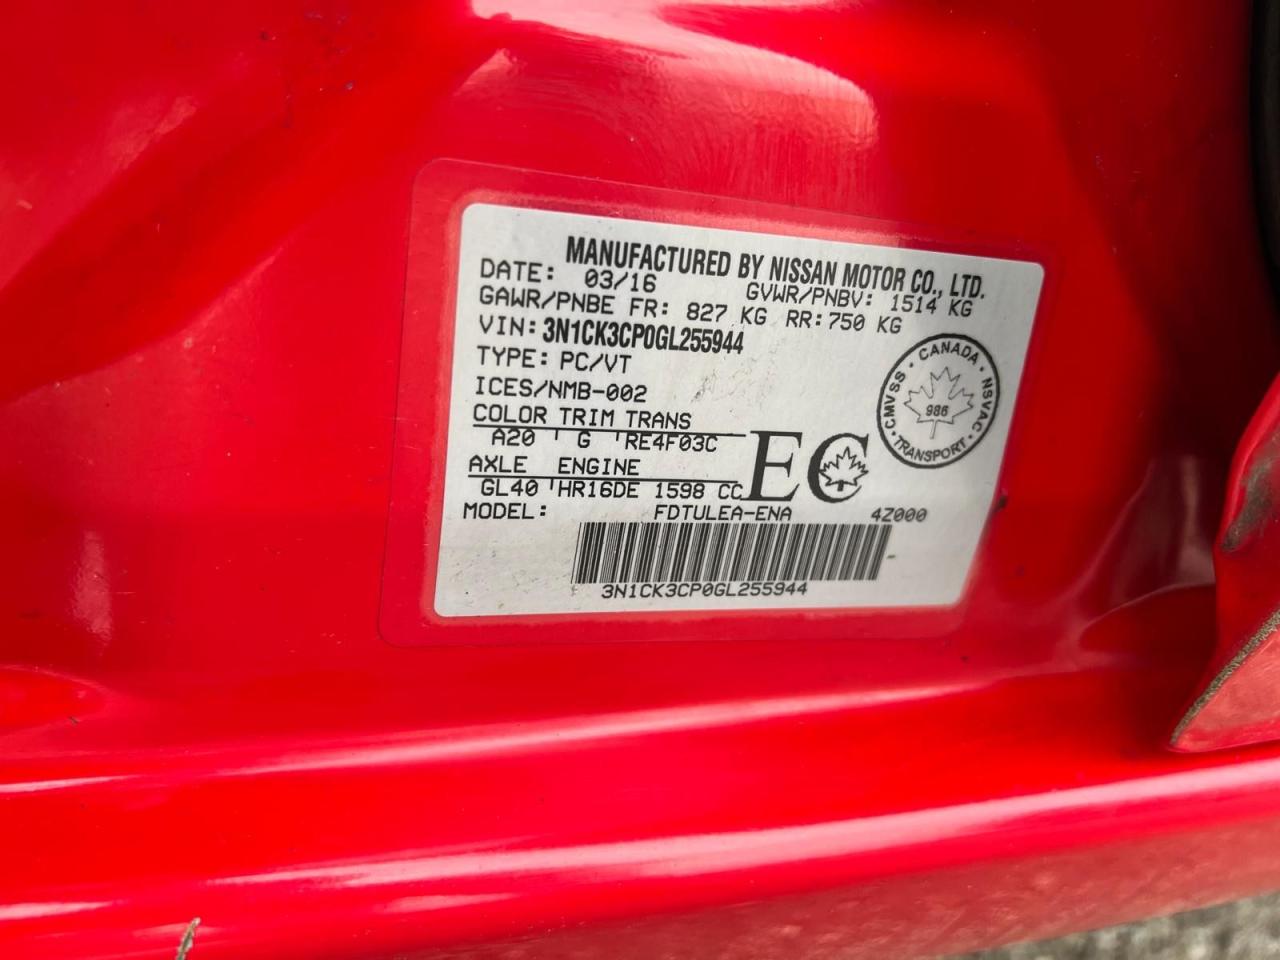 MANUFACTURED BY NISSAN MOTOR CO., LTD.
DATE: 03/16 GVWR/PNBV: 1514 KG
GAWR/PNBE FR: 827 KG RR: 750 KG
VIN: 3N1CK3CP0GL255944
TYPE: PC/VT
ICES/NMB-002
COLOR TRIM TRANS
A20 G RE4F03C
AXLE ENGINE
GL40 HR16DE 1598 CC
EC
CANADA
CMVSS 986 NSVAC
TRANSPORT
MODEL: FDTULEA-ENA 4Z000
3N1CK3CP0GL255944